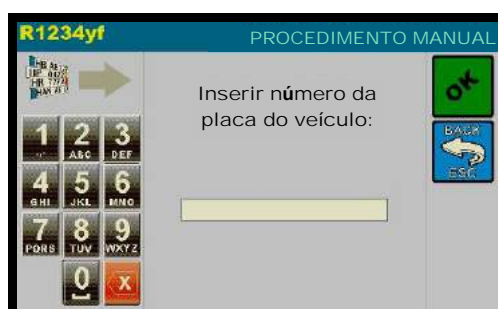 R1234yf
PROCEDIMENTO MANUAL
Inserir número da
placa do veículo:
OK
BACK
ESC
1
2 ABC
3 DEF
4 GHI
5 JKL
6 MNO
7 PQRS
8 TUV
9 WXYZ
0
X